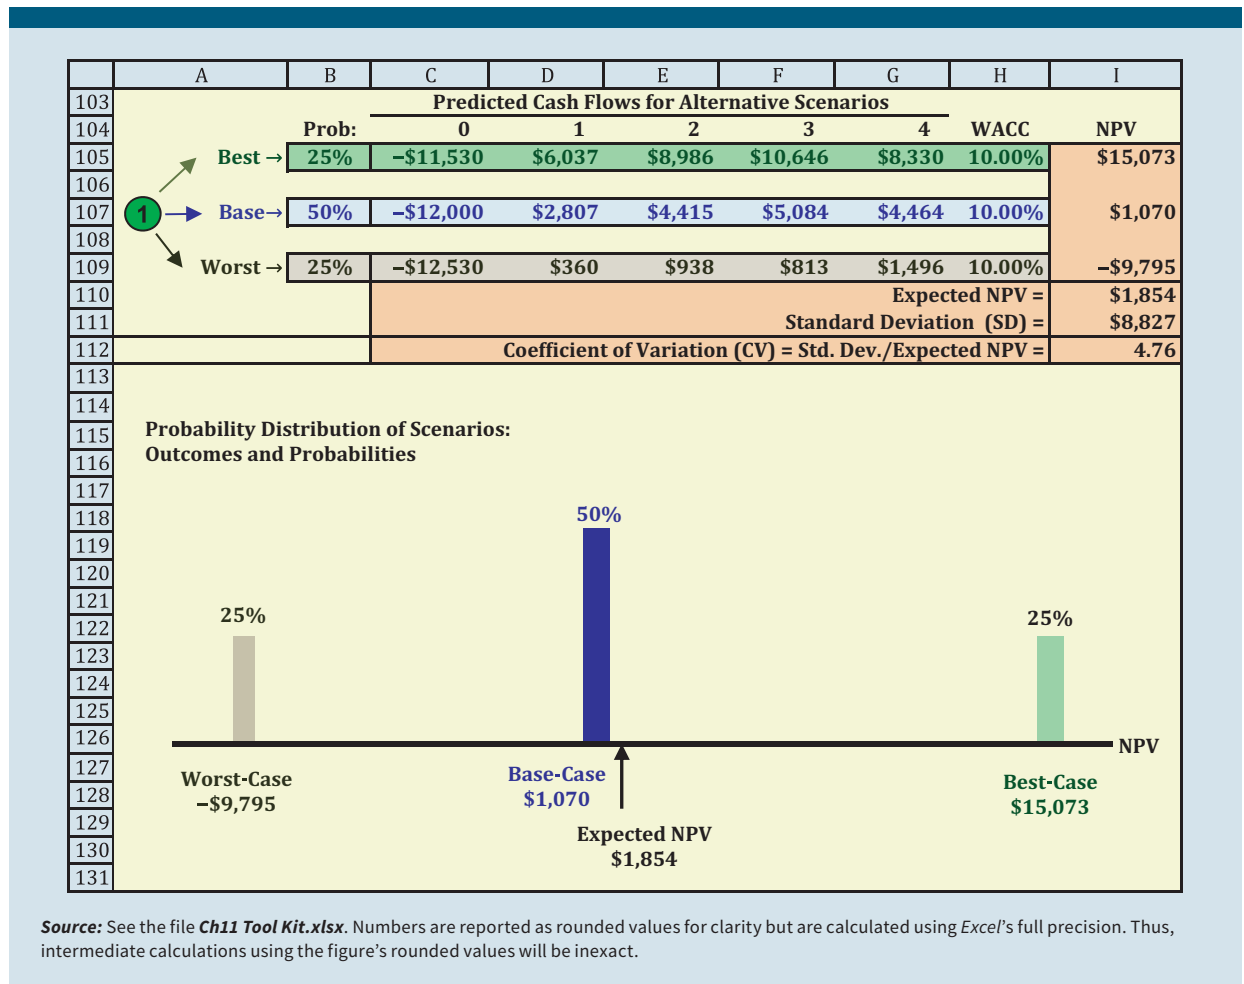 A B C D E F G H I
103 Predicted Cash Flows for Alternative Scenarios
104 Prob: 0 1 2 3 4 WACC NPV
105 Best → 25% –$11,530 $6,037 $8,986 $10,646 $8,330 10.00% $15,073
106
107 1 Base→ 50% –$12,000 $2,807 $4,415 $5,084 $4,464 10.00% $1,070
108
109 Worst → 25% –$12,530 $360 $938 $813 $1,496 10.00% –$9,795
110 Expected NPV = $1,854
111 Standard Deviation (SD) = $8,827
112 Coefficient of Variation (CV) = Std. Dev./Expected NPV = 4.76
113
114
115 Probability Distribution of Scenarios:
116 Outcomes and Probabilities
117
118 50%
119
120
121
122 25% 25%
123
124
125
126 NPV
127 Worst-Case Base-Case Best-Case
128 –$9,795 $1,070 $15,073
129
130 Expected NPV
131 $1,854
Source: See the file Ch11 Tool Kit.xlsx. Numbers are reported as rounded values for clarity but are calculated using Excel's full precision. Thus,
intermediate calculations using the figure's rounded values will be inexact.